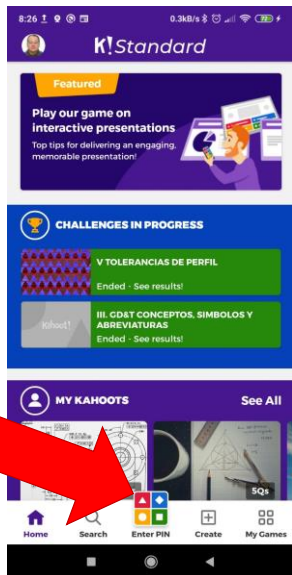 8:26
0.3kB/s
77
K!Standard
Featured
Play our game on
interactive presentations
Top tips for delivering an engaging,
memorable presentation!
CHALLENGES IN PROGRESS
V TOLERANCIAS DE PERFIL
Ended - See results!
Kahoot!
III. GD&T CONCEPTOS, SIMBOLOS Y
ABREVIATURAS
Ended - See results!
MY KAHOOTS
See All
5Qs
Home
Search
Enter PIN
Create
My Games